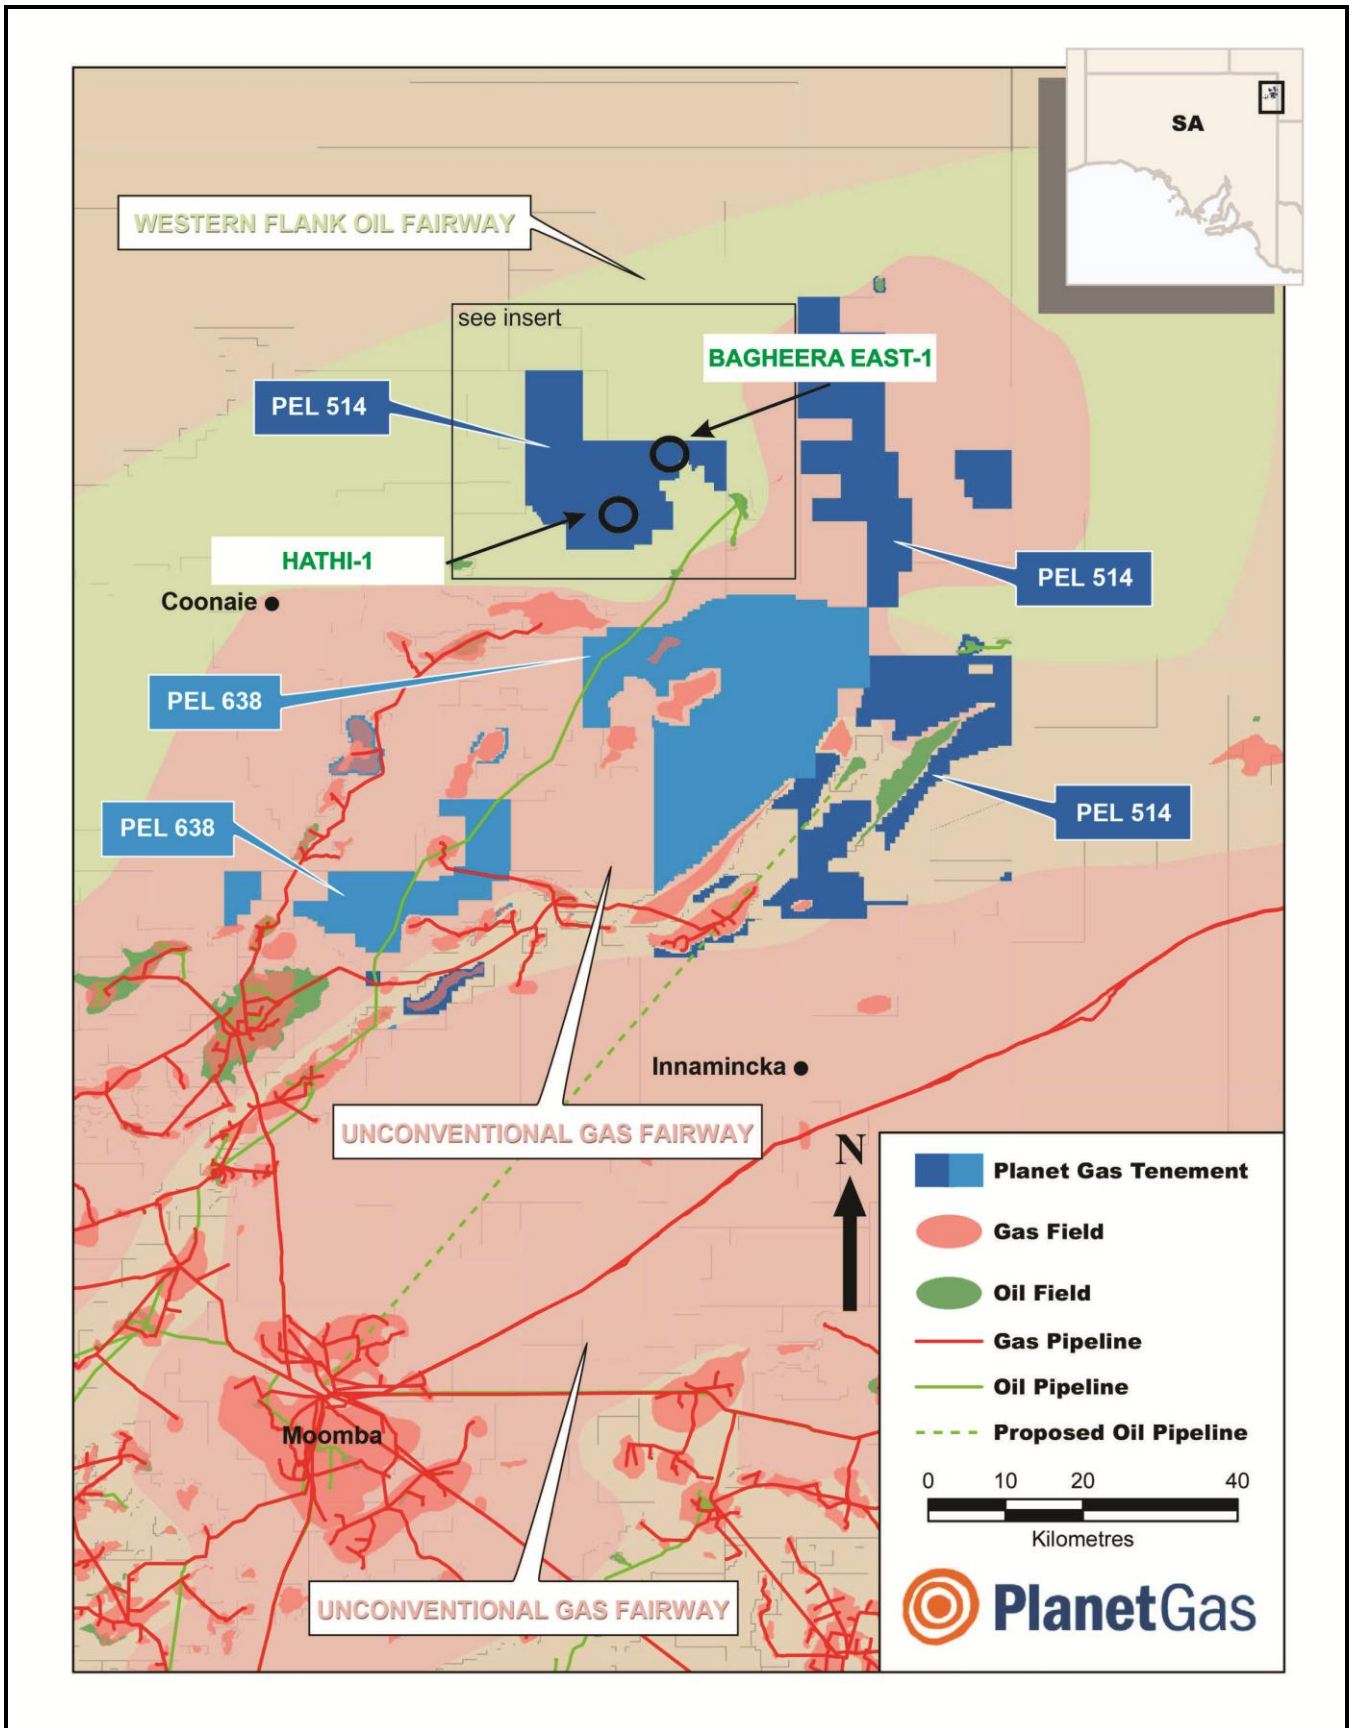 SA
WESTERN FLANK OIL FAIRWAY
see insert
BAGHEERA EAST-1
PEL 514
HATHI-1
PEL 514
Coonaie
PEL 638
PEL 514
PEL 638
Innamincka
UNCONVENTIONAL GAS FAIRWAY
N
Planet Gas Tenement
Gas Field
Oil Field
Gas Pipeline
Oil Pipeline
Proposed Oil Pipeline
0 10 20 40
Kilometres
Moomba
UNCONVENTIONAL GAS FAIRWAY
PlanetGas